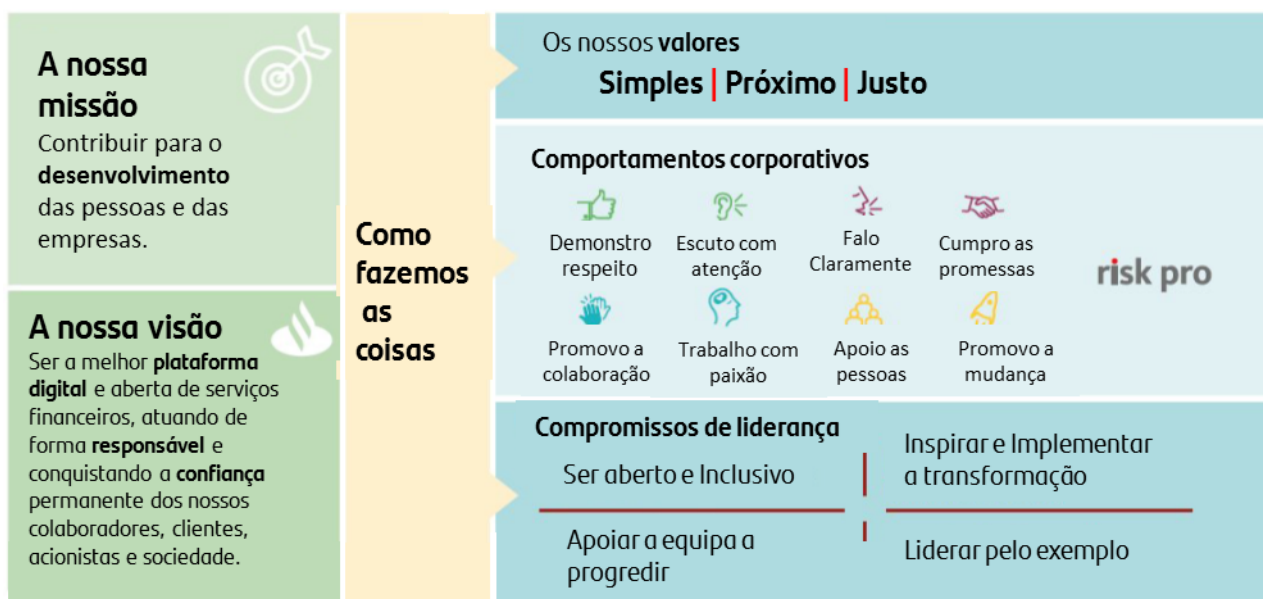 A nossa
missão
Contribuir para o
desenvolvimento
das pessoas e das
empresas.
A nossa visão
Ser a melhor plataforma
digital e aberta de serviços
financeiros, atuando de
forma responsável e
conquistando a confiança
permanente dos nossos
colaboradores, clientes,
acionistas e sociedade.
Como
fazemos
as
coisas
Os nossos valores
Simples | Próximo | Justo
Comportamentos corporativos
Demonstro
respeito
Escuto com
atenção
Falo
Claramente
Cumpro as
promessas
Promovo a
colaboração
Trabalho com
paixão
Apoio as
pessoas
Promovo a
mudança
risk pro
Compromissos de liderança
Ser aberto e Inclusivo
Inspirar e Implementar
a transformação
Apoiar a equipa a
progredir
Liderar pelo exemplo